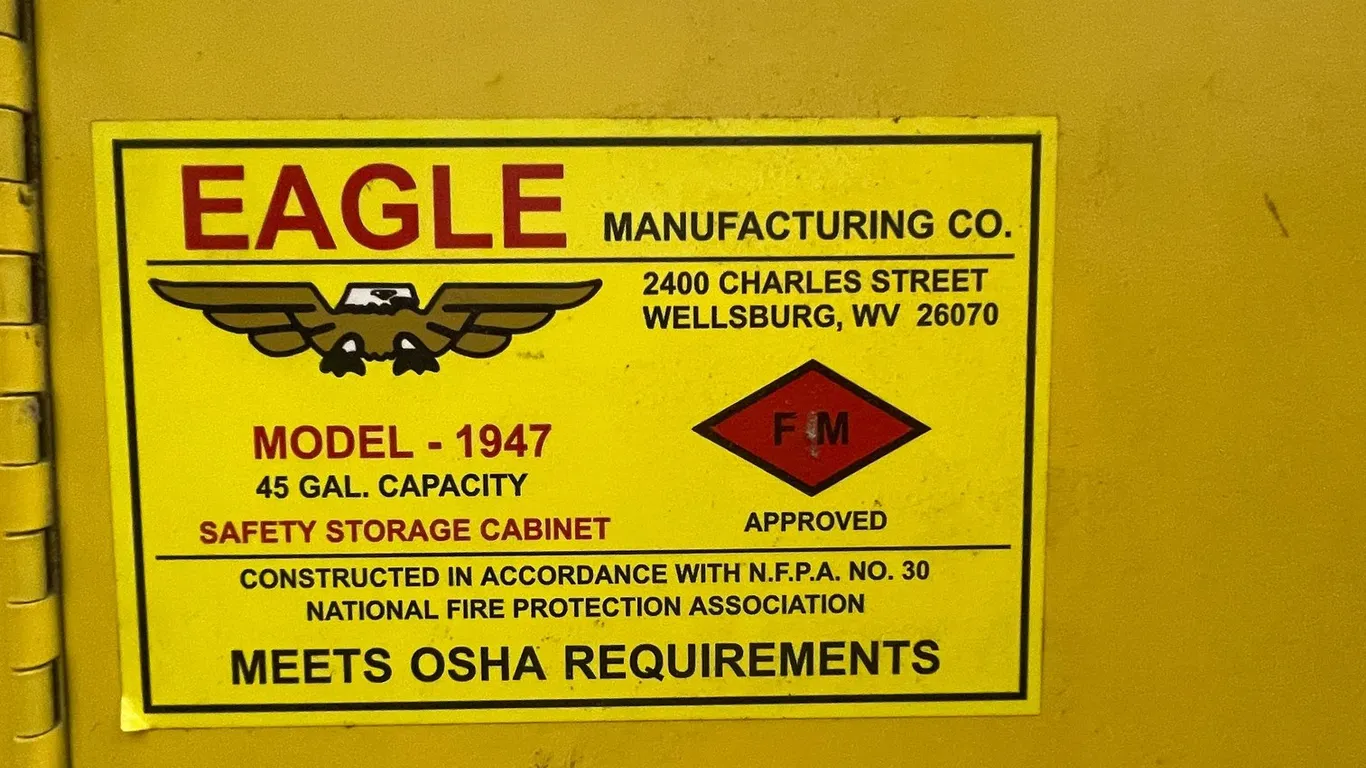 EAGLE MANUFACTURING CO.
2400 CHARLES STREET
WELLSBURG, WV 26070
MODEL - 1947
45 GAL. CAPACITY
SAFETY STORAGE CABINET
F M
APPROVED
CONSTRUCTED IN ACCORDANCE WITH N.F.P.A. NO. 30
NATIONAL FIRE PROTECTION ASSOCIATION
MEETS OSHA REQUIREMENTS